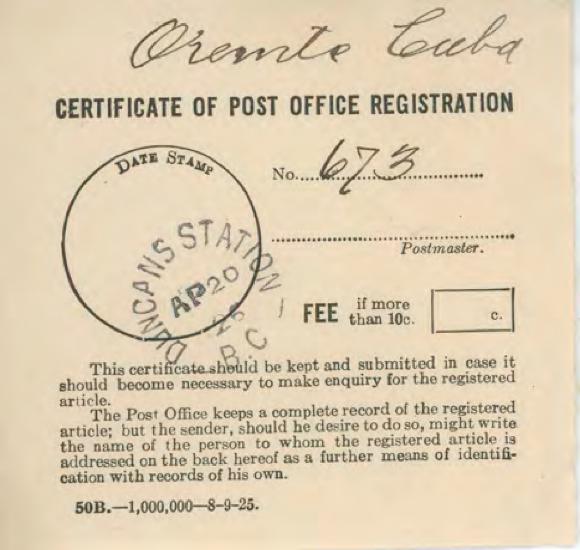 Oremte Cuba
CERTIFICATE OF POST OFFICE REGISTRATION
DATE STAMP
No. 673
Postmaster.
DUNCANS STATION
AP 20
26
B.C
FEE if more than 10c. c.
This certificate should be kept and submitted in case it
should become necessary to make enquiry for the registered
article.
The Post Office keeps a complete record of the registered
article; but the sender, should he desire to do so, might write
the name of the person to whom the registered article is
addressed on the back hereof as a further means of identifi-
cation with records of his own.
50B.—1,000,000—8-9-25.